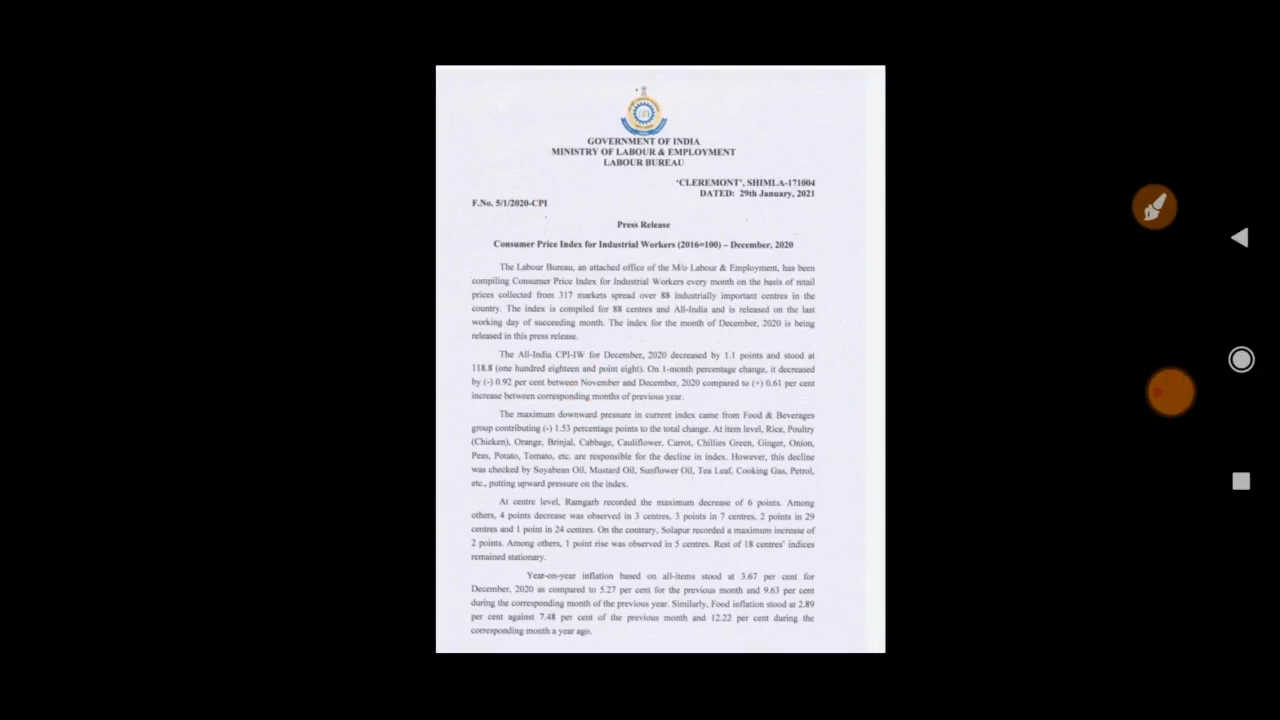 GOVERNMENT OF INDIA
MINISTRY OF LABOUR & EMPLOYMENT
LABOUR BUREAU
'CLEREMONT', SHIMLA-171004
DATED: 29th January, 2021
F.No. 5/1/2020-CPI
Press Release
Consumer Price Index for Industrial Workers (2016=100) – December, 2020
The Labour Bureau, an attached office of the M/o Labour & Employment, has been
compiling Consumer Price Index for Industrial Workers every month on the basis of retail
prices collected from 317 markets spread over 88 industrially important centres in the
country. The index is compiled for 88 centres and All-India and is released on the last
working day of succeeding month. The index for the month of December, 2020 is being
released in this press release.
The All-India CPI-IW for December, 2020 decreased by 1.1 points and stood at
118.8 (one hundred eighteen and point eight). On 1-month percentage change, it decreased
by (-) 0.92 per cent between November and December, 2020 compared to (+) 0.61 per cent
increase between corresponding months of previous year.
The maximum downward pressure in current index came from Food & Beverages
group contributing (-) 1.53 percentage points to the total change. At item level, Rice, Poultry
(Chicken), Orange, Brinjal, Cabbage, Cauliflower, Carrot, Chillies Green, Ginger, Onion,
Peas, Potato, Tomato, etc. are responsible for the decline in index. However, this decline
was checked by Soyabean Oil, Mustard Oil, Sunflower Oil, Tea Leaf, Cooking Gas, Petrol,
etc., putting upward pressure on the index.
At centre level, Ramgarh recorded the maximum decrease of 6 points. Among
others, 4 points decrease was observed in 3 centres, 3 points in 7 centres, 2 points in 29
centres and 1 point in 24 centres. On the contrary, Solapur recorded a maximum increase of
2 points. Among others, 1 point rise was observed in 5 centres. Rest of 18 centres' indices
remained stationary.
Year-on-year inflation based on all-items stood at 3.67 per cent for
December, 2020 as compared to 5.27 per cent for the previous month and 9.63 per cent
during the corresponding month of the previous year. Similarly, Food inflation stood at 2.89
per cent against 7.48 per cent of the previous month and 12.22 per cent during the
corresponding month a year ago.